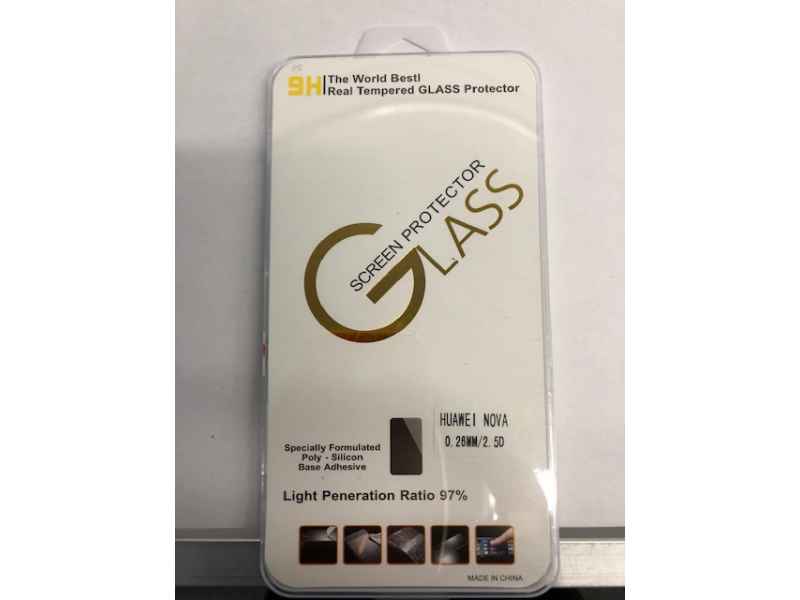 9H The World Best!
Real Tempered GLASS Protector
SCREEN PROTECTOR
GLASS
HUAWEI NOVA
0.26MM/2.5D
Specially Formulated
Poly - Silicon
Base Adhesive
Light Peneration Ratio 97%
MADE IN CHINA